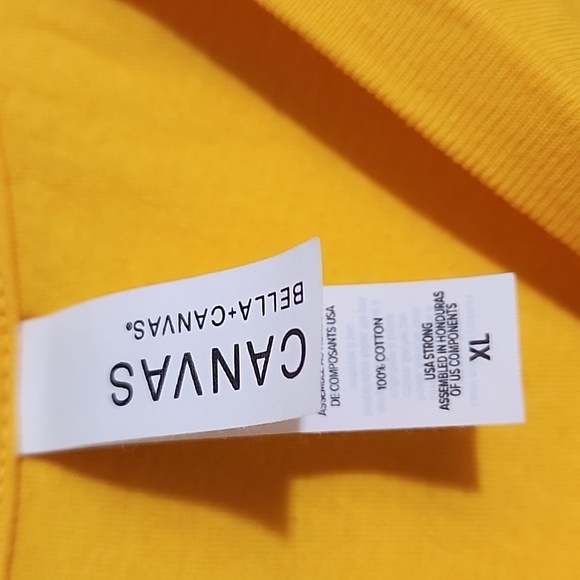 CANVAS
BELLA+CANVAS®
XL
USA STRONG
ASSEMBLED IN HONDURAS
OF US COMPONENTS
100% COTTON
DE COMPOSANTS USA